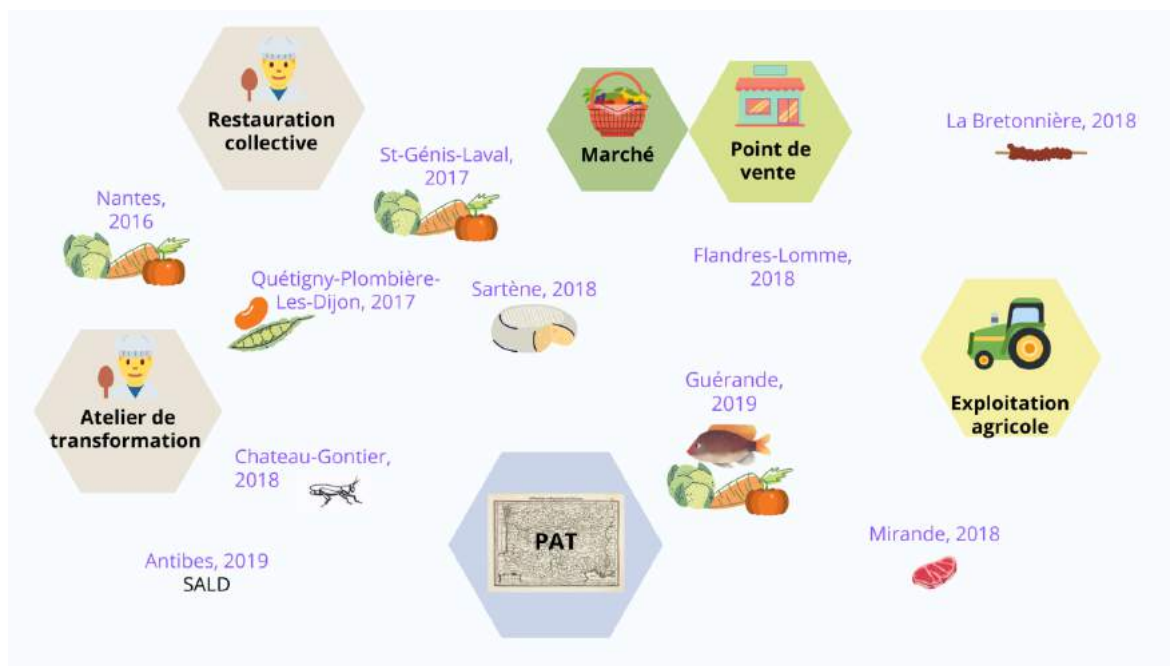 Restauration
collective
Marché
Point de
vente
La Bretonnière, 2018
St-Génis-Laval,
2017
Nantes,
2016
Flandres-Lomme,
2018
Quétigny-Plombière-
Les-Dijon, 2017
Sartène, 2018
Guérande,
2019
Exploitation
agricole
Atelier de
transformation
Chateau-Gontier,
2018
PAT
Mirande, 2018
Antibes, 2019
SALD